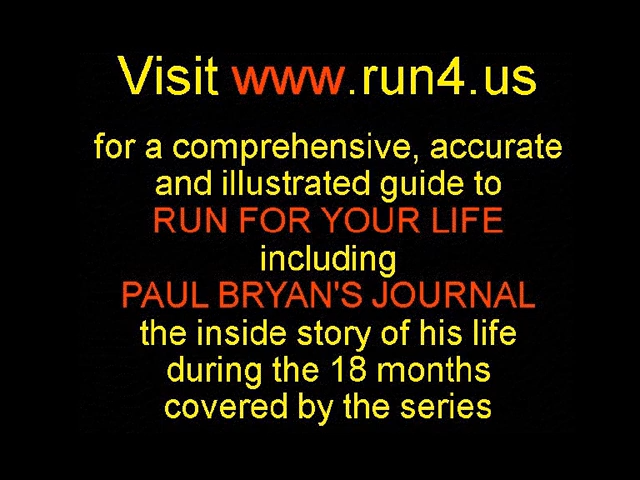 Visit www.run4.us
for a comprehensive, accurate
and illustrated guide to
RUN FOR YOUR LIFE
including
PAUL BRYAN'S JOURNAL
the inside story of his life
during the 18 months
covered by the series